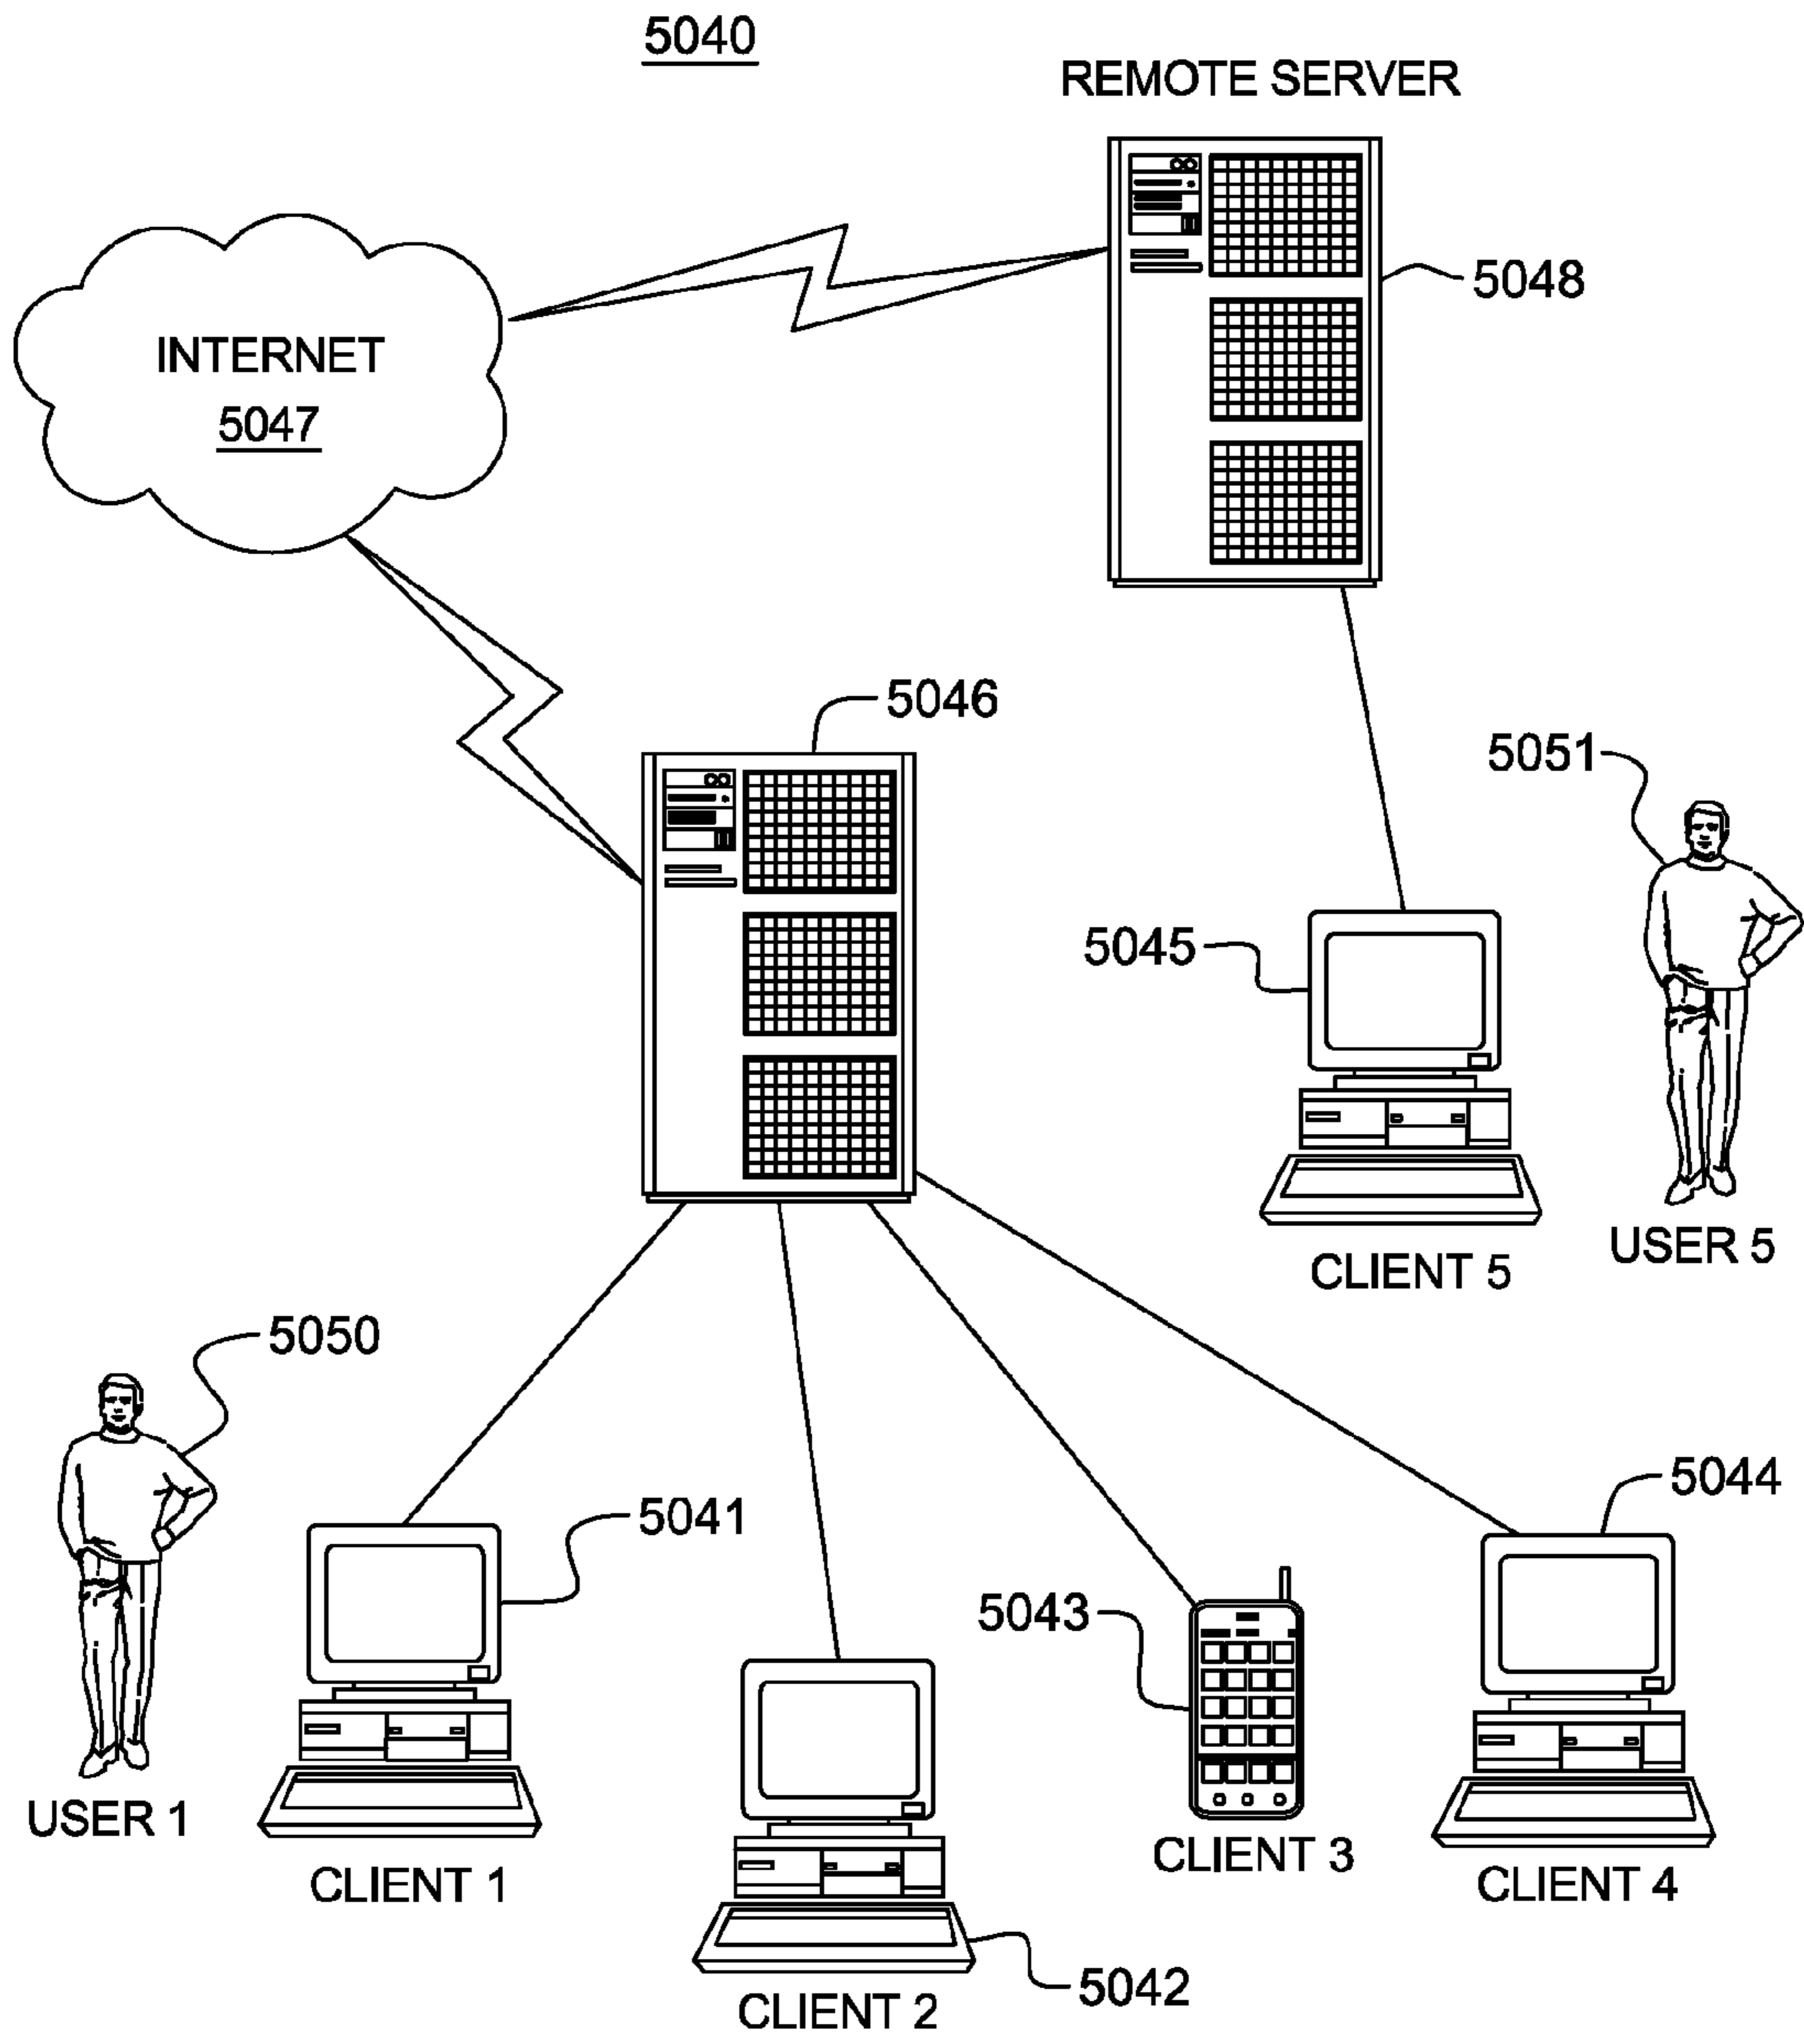 5040
REMOTE SERVER
5048
INTERNET
5047
5046
5051
5045
USER 5
CLIENT 5
5050
5044
5041
5043
USER 1
CLIENT 1
CLIENT 3
CLIENT 4
5042
CLIENT 2